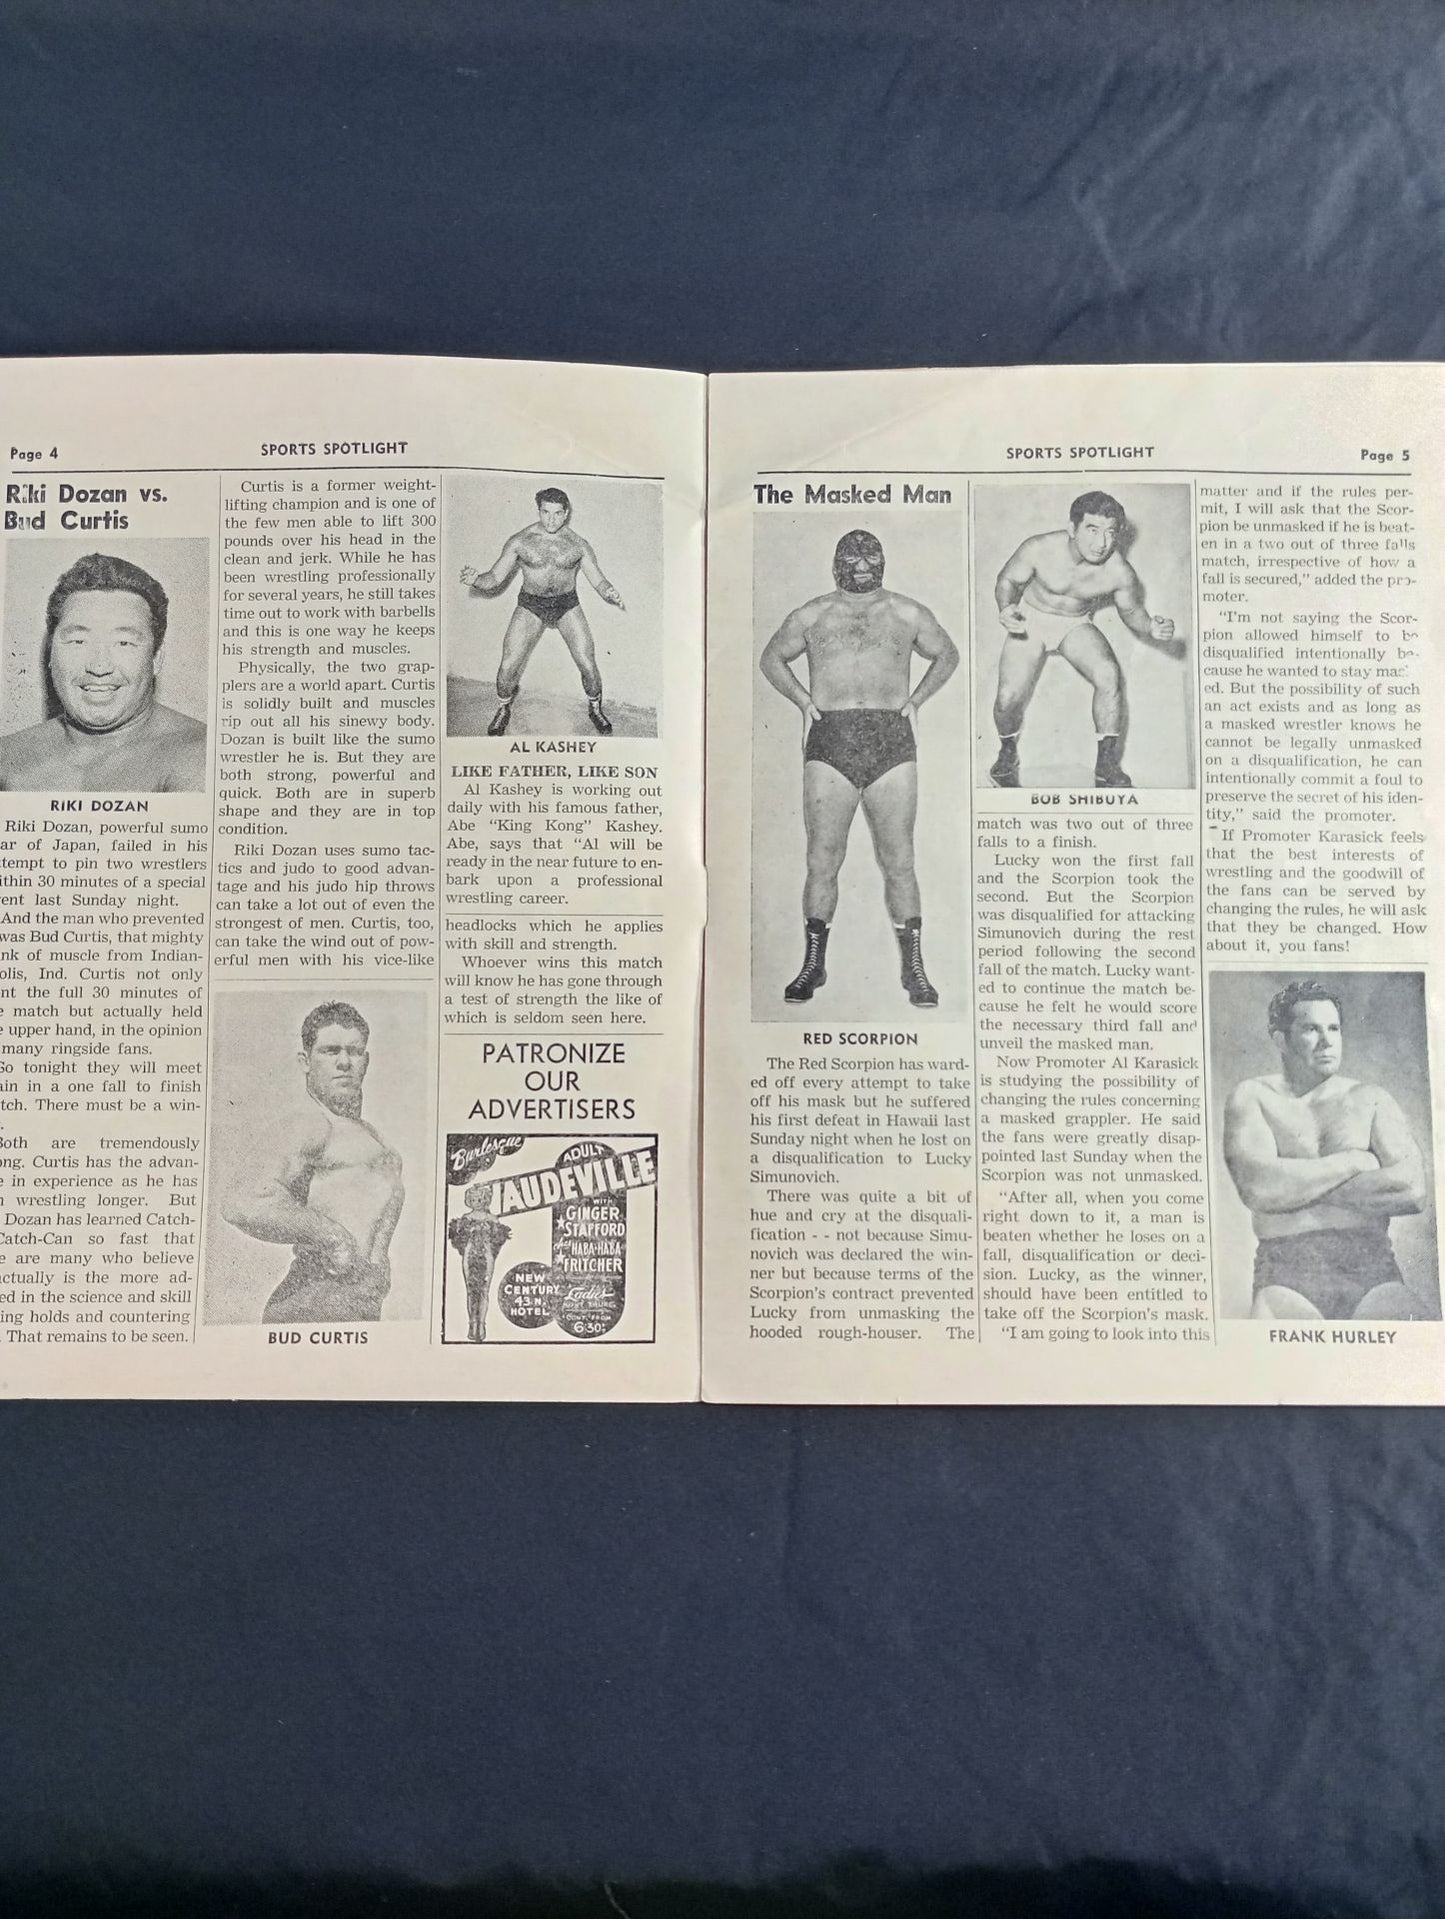 Page 4
SPORTS SPOTLIGHT
Riki Dozan vs.
Bud Curtis
RIKI DOZAN
Riki Dozan, powerful sumo
ar of Japan, failed in his
tempt to pin two wrestlers
ithin 30 minutes of a special
ent last Sunday night.
And the man who prevented
was Bud Curtis, that mighty
nk of muscle from Indian-
olis, Ind. Curtis not only
nt the full 30 minutes of
e match but actually held
e upper hand, in the opinion
many ringside fans.
So tonight they will meet
ain in a one fall to finish
tch. There must be a win-
.
Both are tremendously
ong. Curtis has the advan-
e in experience as he has
n wrestling longer. But
Dozan has learned Catch-
Catch-Can so fast that
e are many who believe
actually is the more ad-
ed in the science and skill
ing holds and countering
. That remains to be seen.
Curtis is a former weight-
lifting champion and is one of
the few men able to lift 300
pounds over his head in the
clean and jerk. While he has
been wrestling professionally
for several years, he still takes
time out to work with barbells
and this is one way he keeps
his strength and muscles.
Physically, the two grap-
plers are a world apart. Curtis
is solidly built and muscles
rip out all his sinewy body.
Dozan is built like the sumo
wrestler he is. But they are
both strong, powerful and
quick. Both are in superb
shape and they are in top
condition.
Riki Dozan uses sumo tac-
tics and judo to good advan-
tage and his judo hip throws
can take a lot out of even the
strongest of men. Curtis, too,
can take the wind out of pow-
erful men with his vice-like
BUD CURTIS
AL KASHEY
LIKE FATHER, LIKE SON
Al Kashey is working out
daily with his famous father,
Abe “King Kong” Kashey.
Abe, says that “Al will be
ready in the near future to en-
bark upon a professional
wrestling career.
headlocks which he applies
with skill and strength.
Whoever wins this match
will know he has gone through
a test of strength the like of
which is seldom seen here.
PATRONIZE
OUR
ADVERTISERS
Burlesque
ADULT
VAUDEVILLE
WITH
GINGER
STAFFORD
HABA-HABA
FRITCHER
NEW
CENTURY
43 N.
HOTEL
Ladies
CONT. FROM
6:30
SPORTS SPOTLIGHT
Page 5
The Masked Man
RED SCORPION
The Red Scorpion has ward-
ed off every attempt to take
off his mask but he suffered
his first defeat in Hawaii last
Sunday night when he lost on
a disqualification to Lucky
Simunovich.
There was quite a bit of
hue and cry at the disquali-
fication - - not because Simu-
novich was declared the win-
ner but because terms of the
Scorpion's contract prevented
Lucky from unmasking the
hooded rough-houser. The
BOB SHIBUYA
match was two out of three
falls to a finish.
Lucky won the first fall
and the Scorpion took the
second. But the Scorpion
was disqualified for attacking
Simunovich during the rest
period following the second
fall of the match. Lucky want-
ed to continue the match be-
cause he felt he would score
the necessary third fall and
unveil the masked man.
Now Promoter Al Karasick
is studying the possibility of
changing the rules concerning
a masked grappler. He said
the fans were greatly disap-
pointed last Sunday when the
Scorpion was not unmasked.
“After all, when you come
right down to it, a man is
beaten whether he loses on a
fall, disqualification or deci-
sion. Lucky, as the winner,
should have been entitled to
take off the Scorpion's mask.
“I am going to look into this
matter and if the rules per-
mit, I will ask that the Scor-
pion be unmasked if he is beat-
en in a two out of three falls
match, irrespective of how a
fall is secured,” added the pro-
moter.
“I'm not saying the Scor-
pion allowed himself to be
disqualified intentionally be-
cause he wanted to stay mas
ed. But the possibility of such
an act exists and as long as
a masked wrestler knows he
cannot be legally unmasked
on a disqualification, he can
intentionally commit a foul to
preserve the secret of his iden-
tity,” said the promoter.
If Promoter Karasick feels
that the best interests of
wrestling and the goodwill of
the fans can be served by
changing the rules, he will ask
that they be changed. How
about it, you fans!
FRANK HURLEY